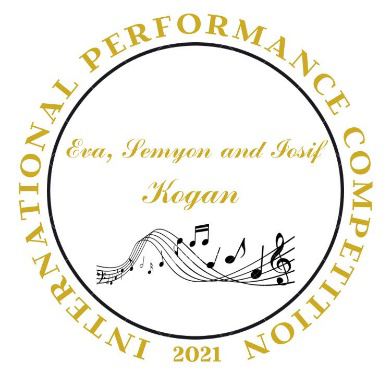 INTERNATIONAL PERFORMANCE COMPETITION
Eva, Semyon and Iosif
Kogan
2021